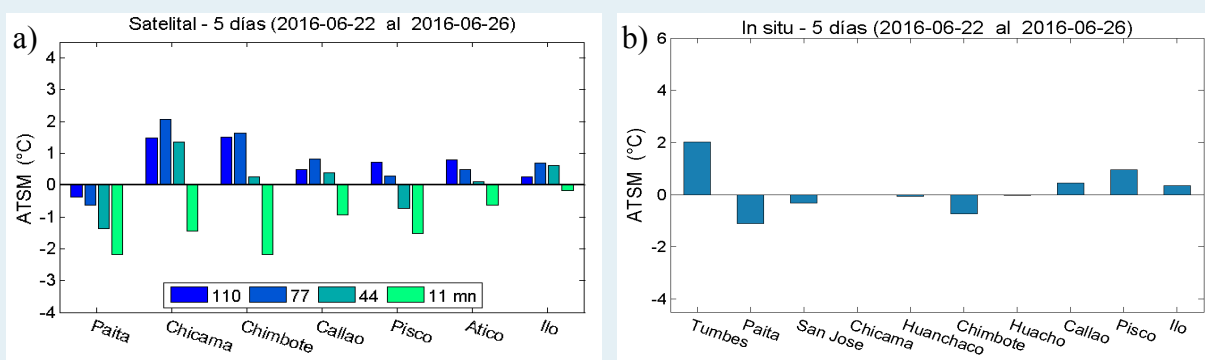 a)
Satelital - 5 días (2016-06-22 al 2016-06-26)
ATSM (°C)
4
3
2
1
0
-1
-2
-3
-4
110 77 44 11 mn
Paita Chicama Chimbote Callao Pisco Atico Ilo
b)
In situ - 5 días (2016-06-22 al 2016-06-26)
ATSM (°C)
6
4
2
0
-2
-4
Tumbes Paita San Jose Chicama Huanchaco Chimbote Huacho Callao Pisco Ilo